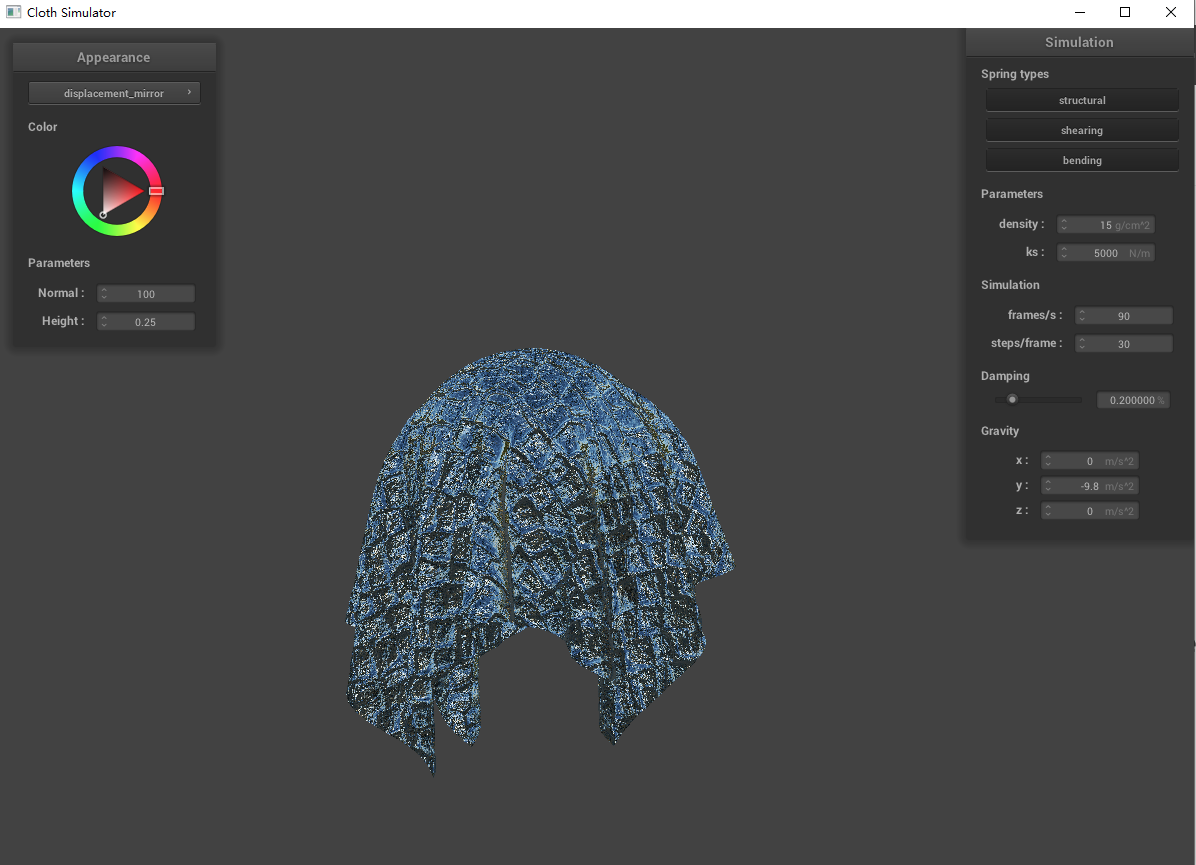 Cloth Simulator
Appearance
displacement_mirror
Color
Parameters
Normal : 100
Height : 0.25
Simulation
Spring types
structural
shearing
bending
Parameters
density : 15 g/cm^2
ks : 5000 N/m
Simulation
frames/s : 90
steps/frame : 30
Damping
0.200000 %
Gravity
x : 0 m/s^2
y : -9.8 m/s^2
z : 0 m/s^2